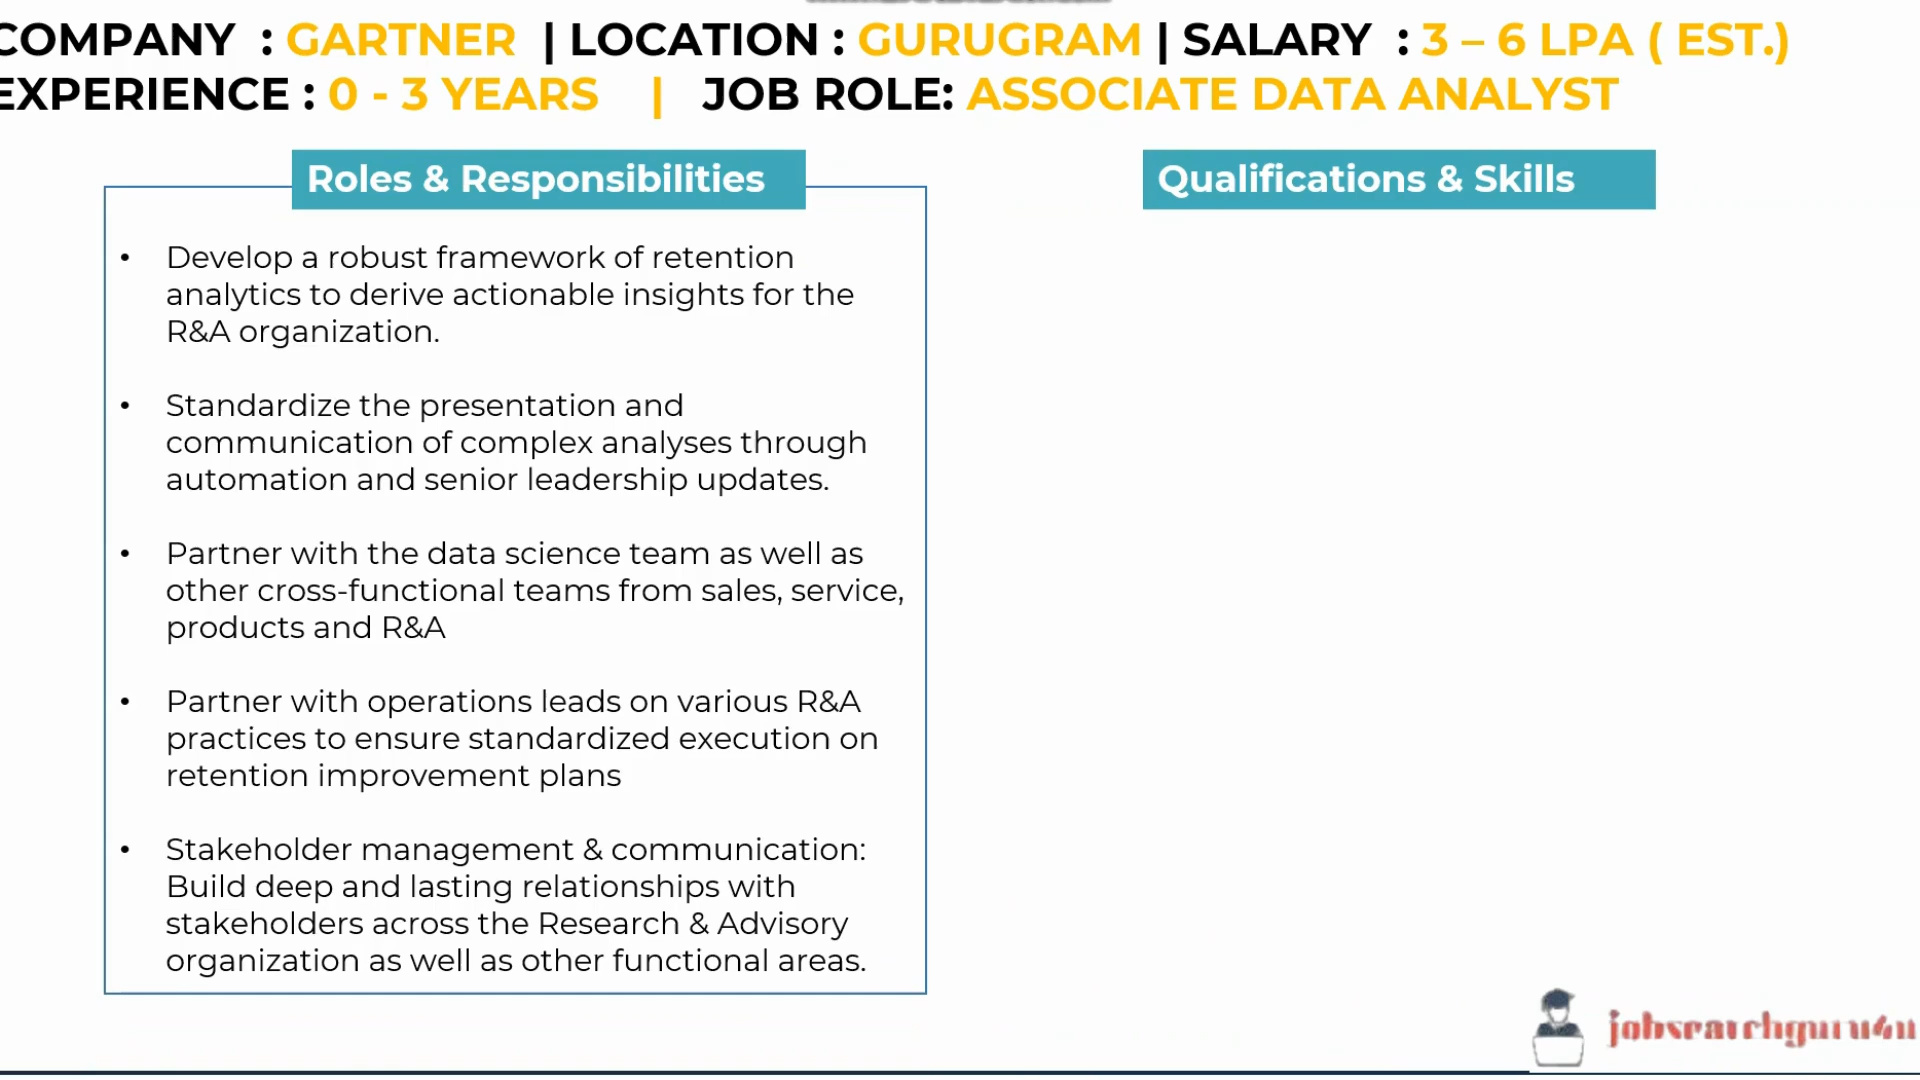 COMPANY : GARTNER | LOCATION : GURUGRAM | SALARY : 3 – 6 LPA ( EST.)
EXPERIENCE : 0 - 3 YEARS | JOB ROLE: ASSOCIATE DATA ANALYST
Roles & Responsibilities
• Develop a robust framework of retention
analytics to derive actionable insights for the
R&A organization.
• Standardize the presentation and
communication of complex analyses through
automation and senior leadership updates.
• Partner with the data science team as well as
other cross-functional teams from sales, service,
products and R&A
• Partner with operations leads on various R&A
practices to ensure standardized execution on
retention improvement plans
• Stakeholder management & communication:
Build deep and lasting relationships with
stakeholders across the Research & Advisory
organization as well as other functional areas.
Qualifications & Skills
jobsearchguru4u